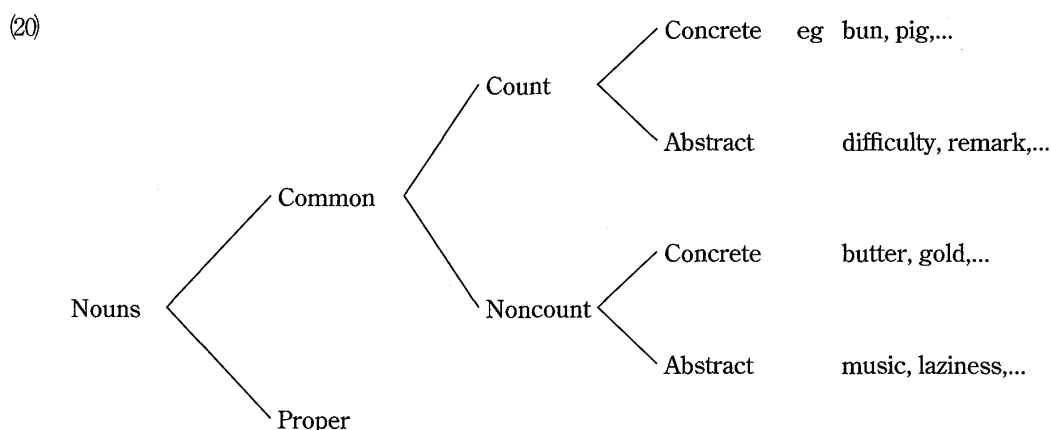 (20)
Concrete eg bun, pig,...
Count
Abstract difficulty, remark,...
Common
Concrete butter, gold,...
Nouns
Noncount
Abstract music, laziness,...
Proper